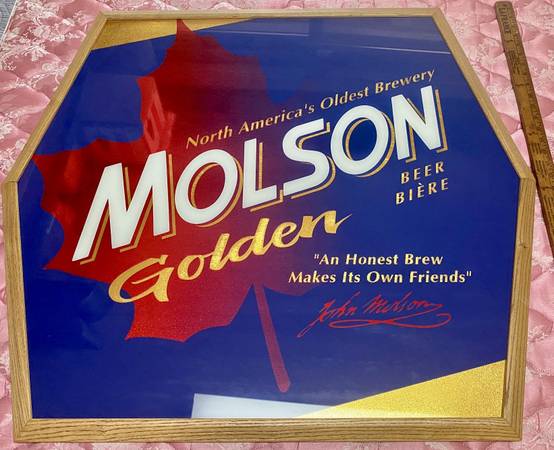 North America's Oldest Brewery
MOLSON
BEER
BIÈRE
Golden
"An Honest Brew
Makes Its Own Friends"
John Molson